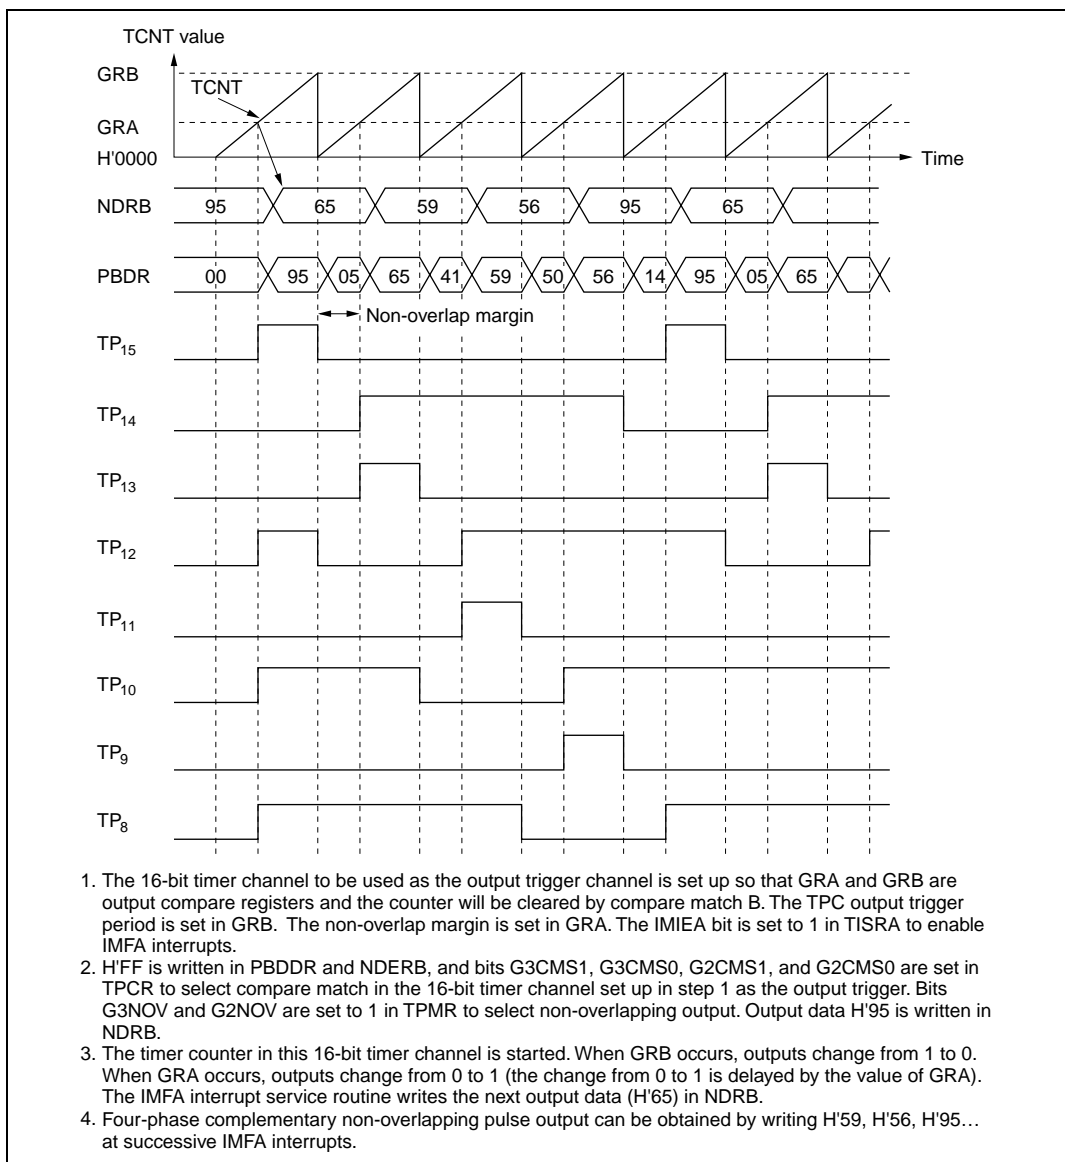 TCNT value
GRB
TCNT
GRA
H'0000
Time
NDRB 95 65 59 56 95 65
PBDR 00 95 05 65 41 59 50 56 14 95 05 65
Non-overlap margin
TP15
TP14
TP13
TP12
TP11
TP10
TP9
TP8
1. The 16-bit timer channel to be used as the output trigger channel is set up so that GRA and GRB are
output compare registers and the counter will be cleared by compare match B. The TPC output trigger
period is set in GRB. The non-overlap margin is set in GRA. The IMIEA bit is set to 1 in TISRA to enable
IMFA interrupts.
2. H'FF is written in PBDDR and NDERB, and bits G3CMS1, G3CMS0, G2CMS1, and G2CMS0 are set in
TPCR to select compare match in the 16-bit timer channel set up in step 1 as the output trigger. Bits
G3NOV and G2NOV are set to 1 in TPMR to select non-overlapping output. Output data H'95 is written in
NDRB.
3. The timer counter in this 16-bit timer channel is started. When GRB occurs, outputs change from 1 to 0.
When GRA occurs, outputs change from 0 to 1 (the change from 0 to 1 is delayed by the value of GRA).
The IMFA interrupt service routine writes the next output data (H'65) in NDRB.
4. Four-phase complementary non-overlapping pulse output can be obtained by writing H'59, H'56, H'95…
at successive IMFA interrupts.